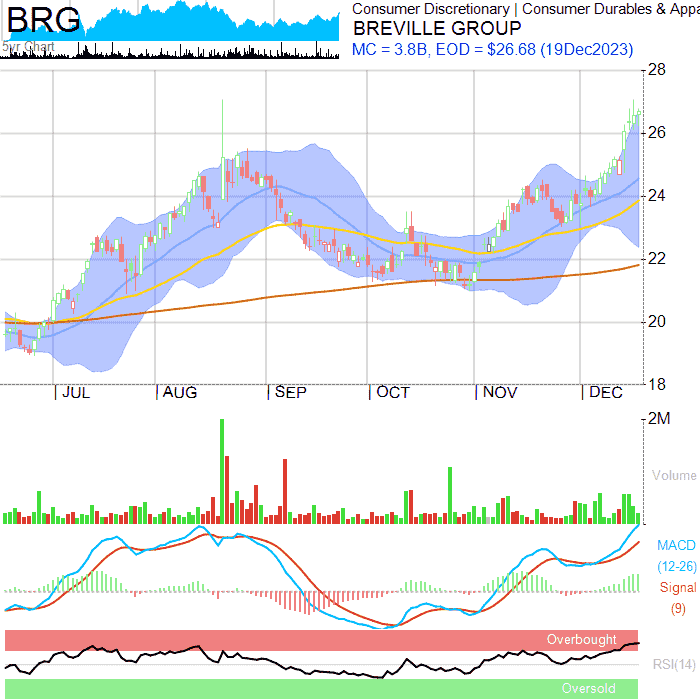 BRG
5yr Chart
Consumer Discretionary | Consumer Durables & Appa
BREVILLE GROUP
MC = 3.8B, EOD = $26.68 (19Dec2023)
28
26
24
22
20
18
JUL AUG SEP OCT NOV DEC
2M
Volume
MACD
(12-26)
Signal
(9)
Overbought
RSI(14)
Oversold